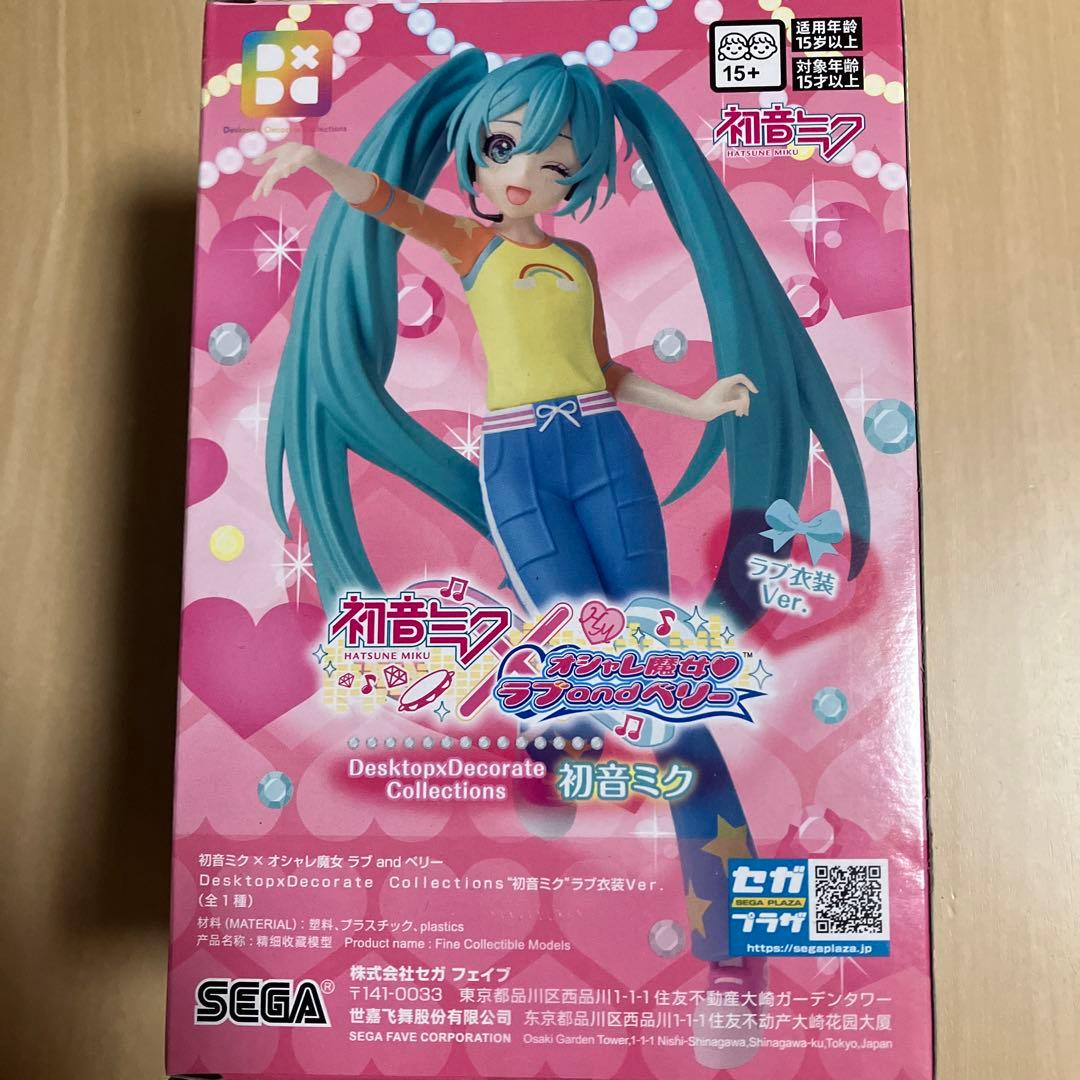 D×DC
Desktop × Decorate Collections
15+
适用年龄
15岁以上
対象年齢
15才以上
初音ミク
HATSUNE MIKU
ラブ衣装
Ver.
初音ミク
HATSUNE MIKU
×
HM
オシャレ魔女♥
ラブandベリー™
DesktopxDecorate
Collections
初音ミク
初音ミク × オシャレ魔女 ラブ and ベリー
DesktopxDecorate Collections“初音ミク”ラブ衣装Ver.
（全1種）
材料 (MATERIAL)：塑料、プラスチック、plastics
产品名称：精细收藏模型 Product name : Fine Collectible Models
セガ
SEGA PLAZA
プラザ
https://segaplaza.jp
SEGA®
株式会社セガ フェイブ
〒141-0033 東京都品川区西品川1-1-1 住友不動産大崎ガーデンタワー
世嘉飞舞股份有限公司 东京都品川区西品川1-1-1 住友不动产大崎花园大厦
SEGA FAVE CORPORATION Osaki Garden Tower,1-1-1 Nishi-Shinagawa,Shinagawa-ku,Tokyo,Japan